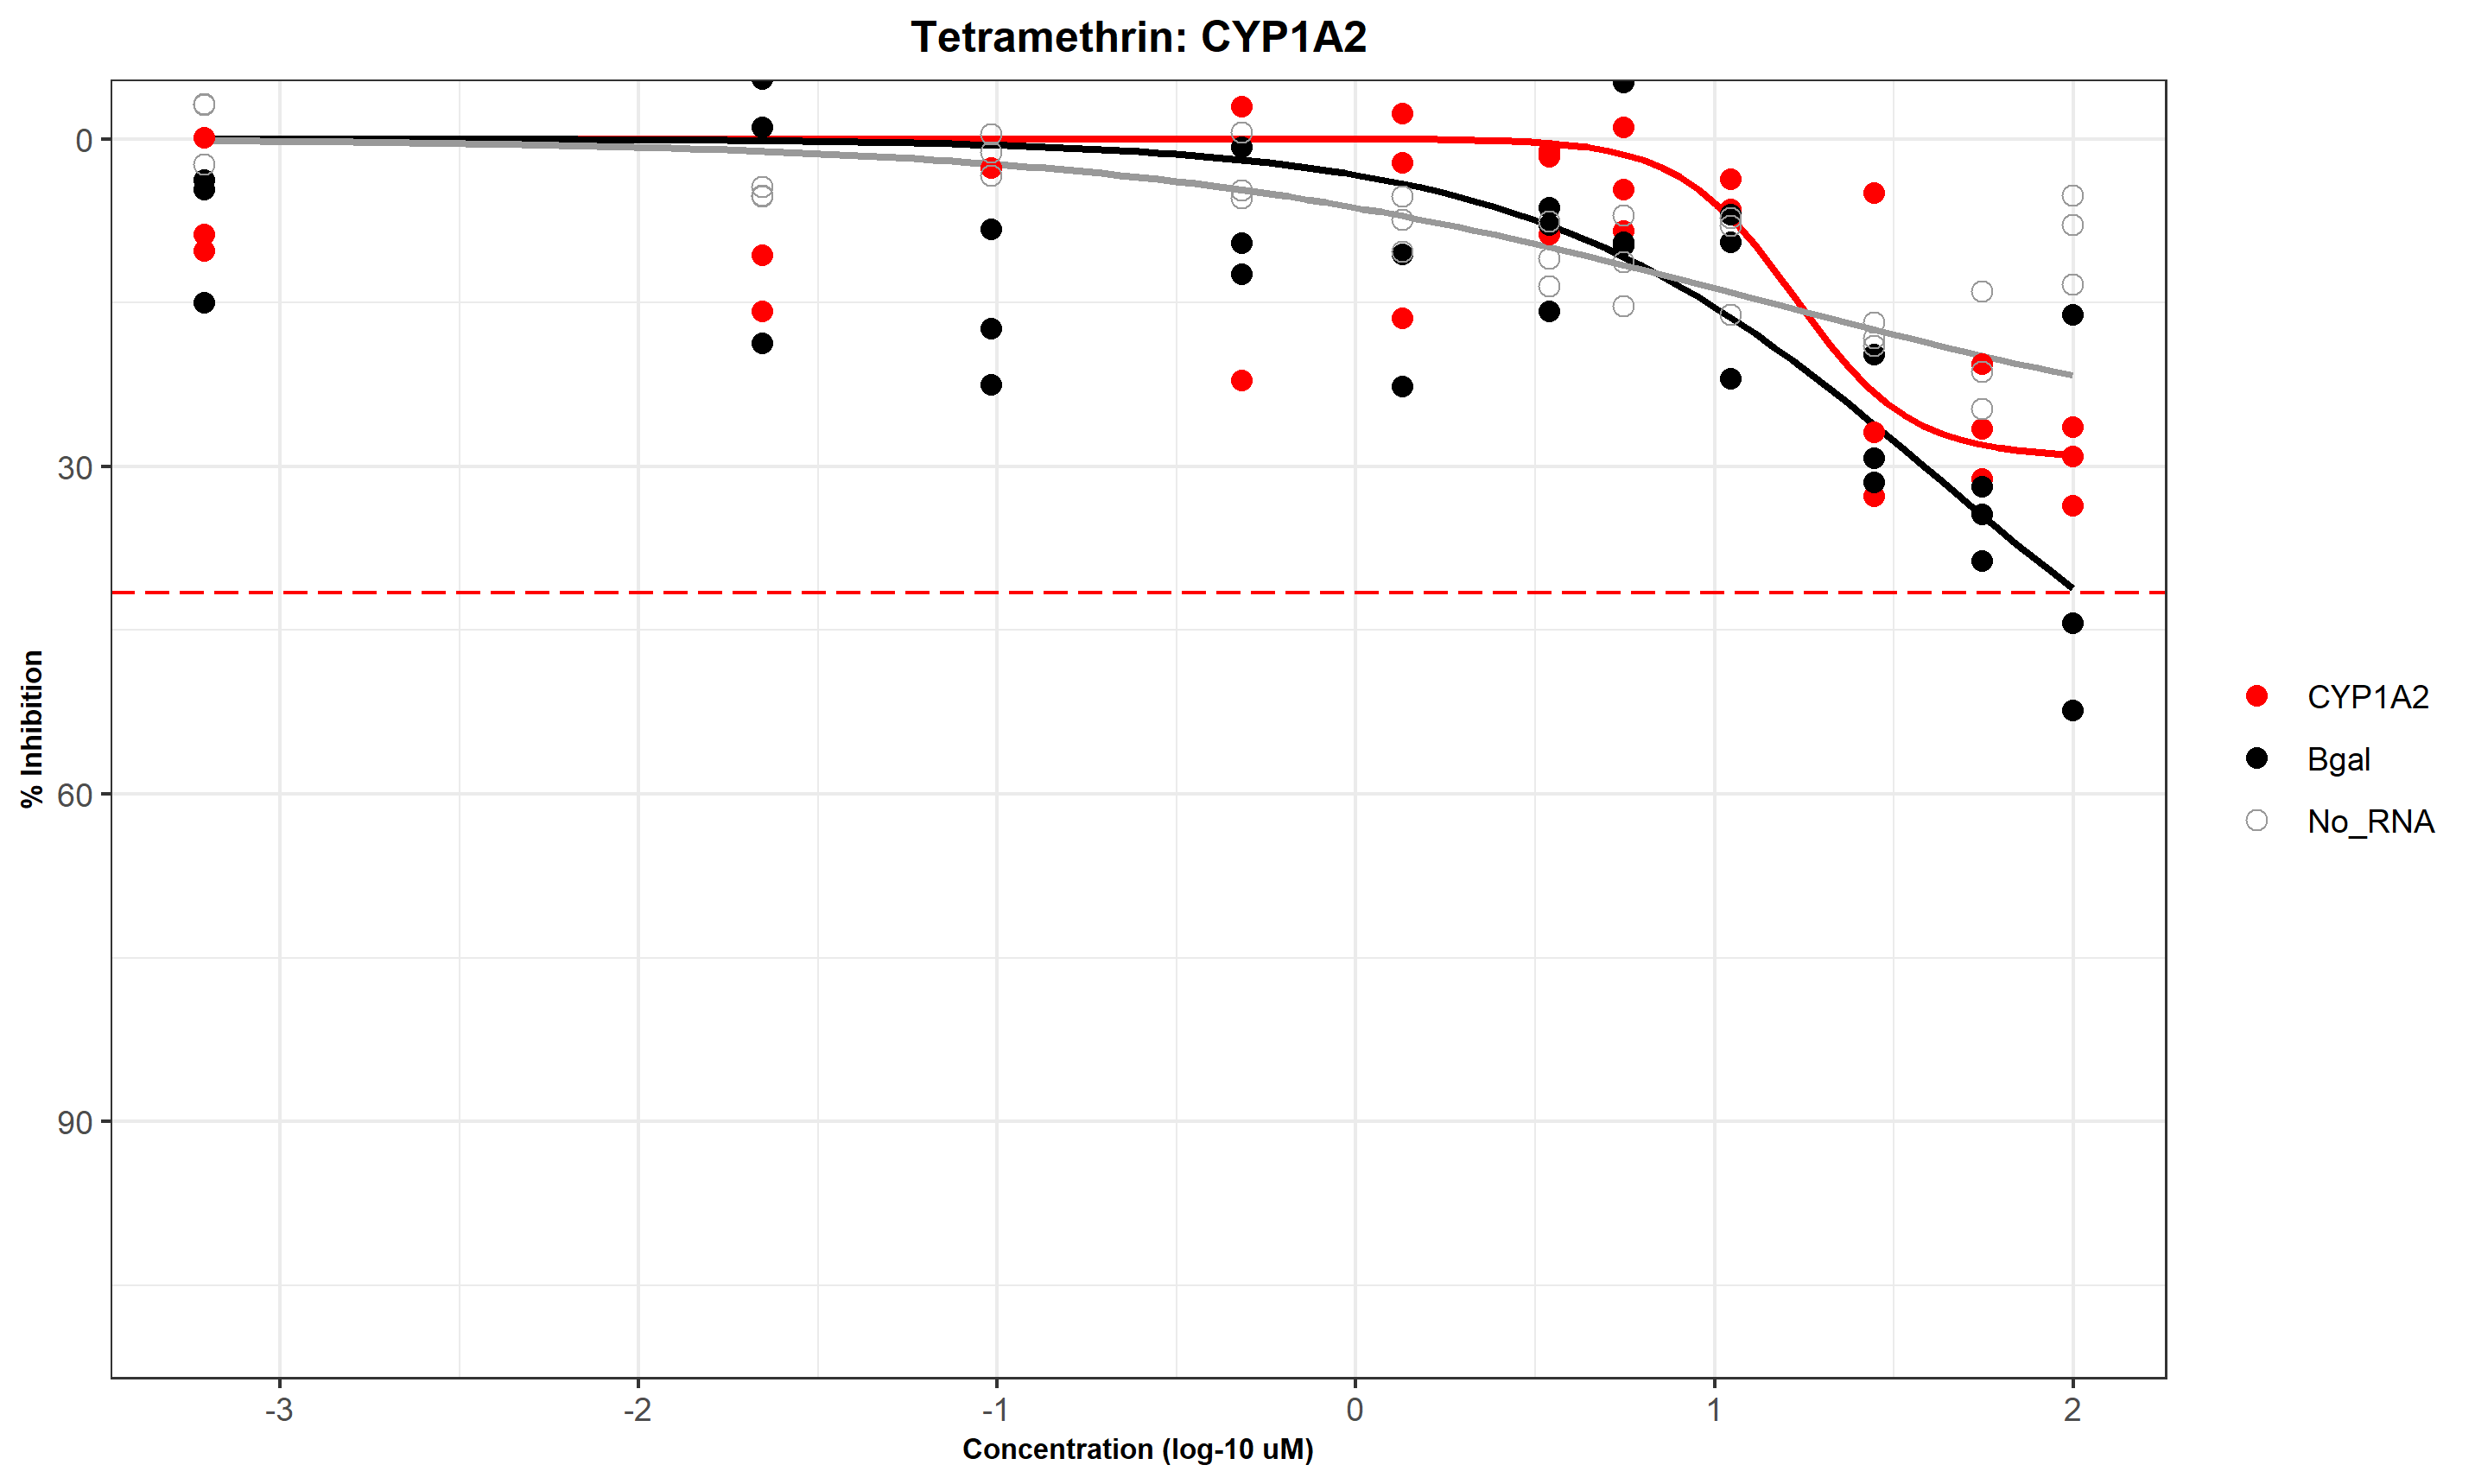 Tetramethrin: CYP1A2
% Inhibition
0
30
60
90
-3
-2
-1
0
1
2
Concentration (log-10 uM)
CYP1A2
Bgal
No_RNA